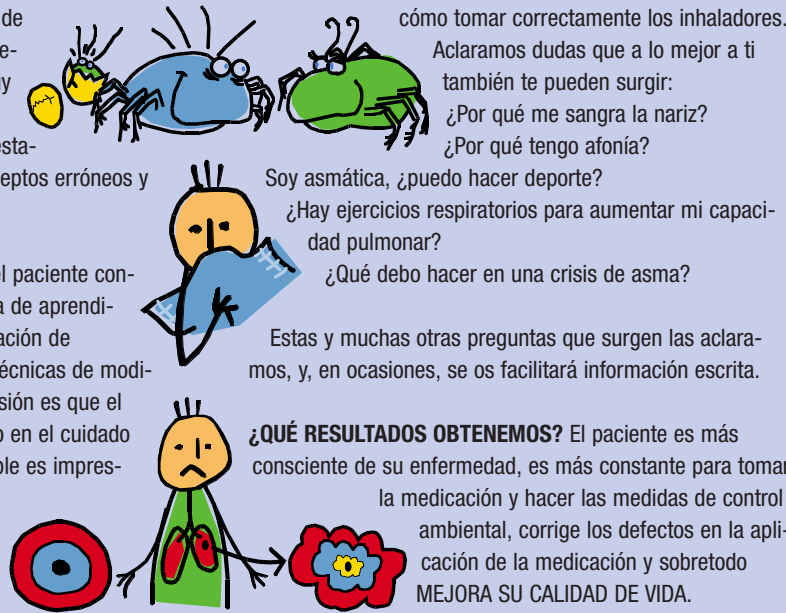 de
e-
uy
esta-
eptos erróneos y
el paciente con-
a de aprendi-
ación de
écnicas de modi-
sión es que el
o en el cuidado
ble es impres-
cómo tomar correctamente los inhaladores.
Aclaramos dudas que a lo mejor a ti
también te pueden surgir:
¿Por qué me sangra la nariz?
¿Por qué tengo afonía?
Soy asmática, ¿puedo hacer deporte?
¿Hay ejercicios respiratorios para aumentar mi capaci-
dad pulmonar?
¿Qué debo hacer en una crisis de asma?
Estas y muchas otras preguntas que surgen las aclara-
mos, y, en ocasiones, se os facilitará información escrita.
¿QUÉ RESULTADOS OBTENEMOS? El paciente es más
consciente de su enfermedad, es más constante para tomar
la medicación y hacer las medidas de control
ambiental, corrige los defectos en la apli-
cación de la medicación y sobretodo
MEJORA SU CALIDAD DE VIDA.